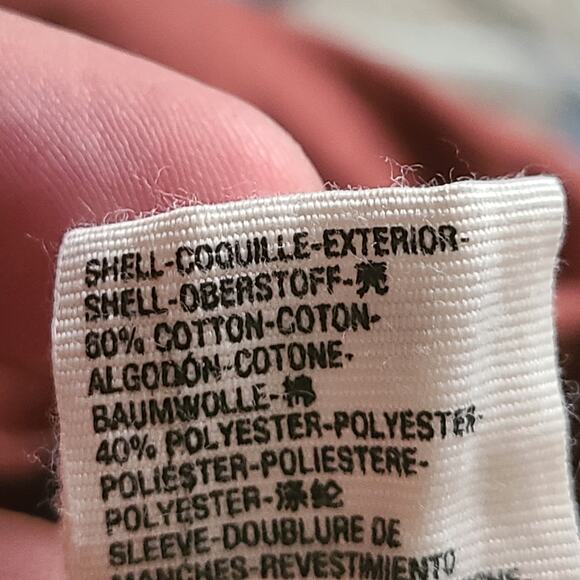 SHELL-COQUILLE-EXTERIOR-
SHELL-OBERSTOFF-壳
60% COTTON-COTON-
ALGODÓN-COTONE-
BAUMWOLLE-棉
40% POLYESTER-POLYESTER-
POLIÉSTER-POLIESTERE-
POLYESTER-涤纶
SLEEVE-DOUBLURE DE
MANCHES-REVESTIMIENTO